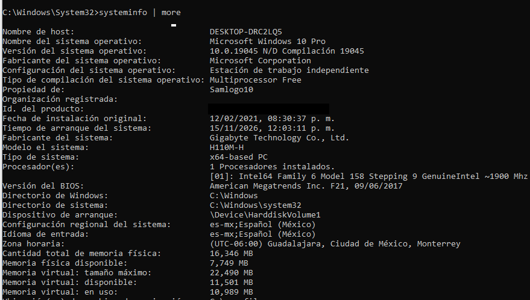 C:\Windows\System32>systeminfo | more
Nombre de host: DESKTOP-DRC2LQ5
Nombre del sistema operativo: Microsoft Windows 10 Pro
Versión del sistema operativo: 10.0.19045 N/D Compilación 19045
Fabricante del sistema operativo: Microsoft Corporation
Configuración del sistema operativo: Estación de trabajo independiente
Tipo de compilación del sistema operativo: Multiprocessor Free
Propiedad de: Samlogo10
Organización registrada:
Id. del producto:
Fecha de instalación original: 12/02/2021, 08:30:37 p. m.
Tiempo de arranque del sistema: 15/11/2026, 12:03:11 p. m.
Fabricante del sistema: Gigabyte Technology Co., Ltd.
Modelo el sistema: H110M-H
Tipo de sistema: x64-based PC
Procesador(es): 1 Procesadores instalados.
[01]: Intel64 Family 6 Model 158 Stepping 9 GenuineIntel ~1900 Mhz
Versión del BIOS: American Megatrends Inc. F21, 09/06/2017
Directorio de Windows: C:\Windows
Directorio de sistema: C:\Windows\system32
Dispositivo de arranque: \Device\HarddiskVolume1
Configuración regional del sistema: es-mx;Español (México)
Idioma de entrada: es-mx;Español (México)
Zona horaria: (UTC-06:00) Guadalajara, Ciudad de México, Monterrey
Cantidad total de memoria física: 16,346 MB
Memoria física disponible: 7,749 MB
Memoria virtual: tamaño máximo: 22,490 MB
Memoria virtual: disponible: 11,501 MB
Memoria virtual: en uso: 10,989 MB